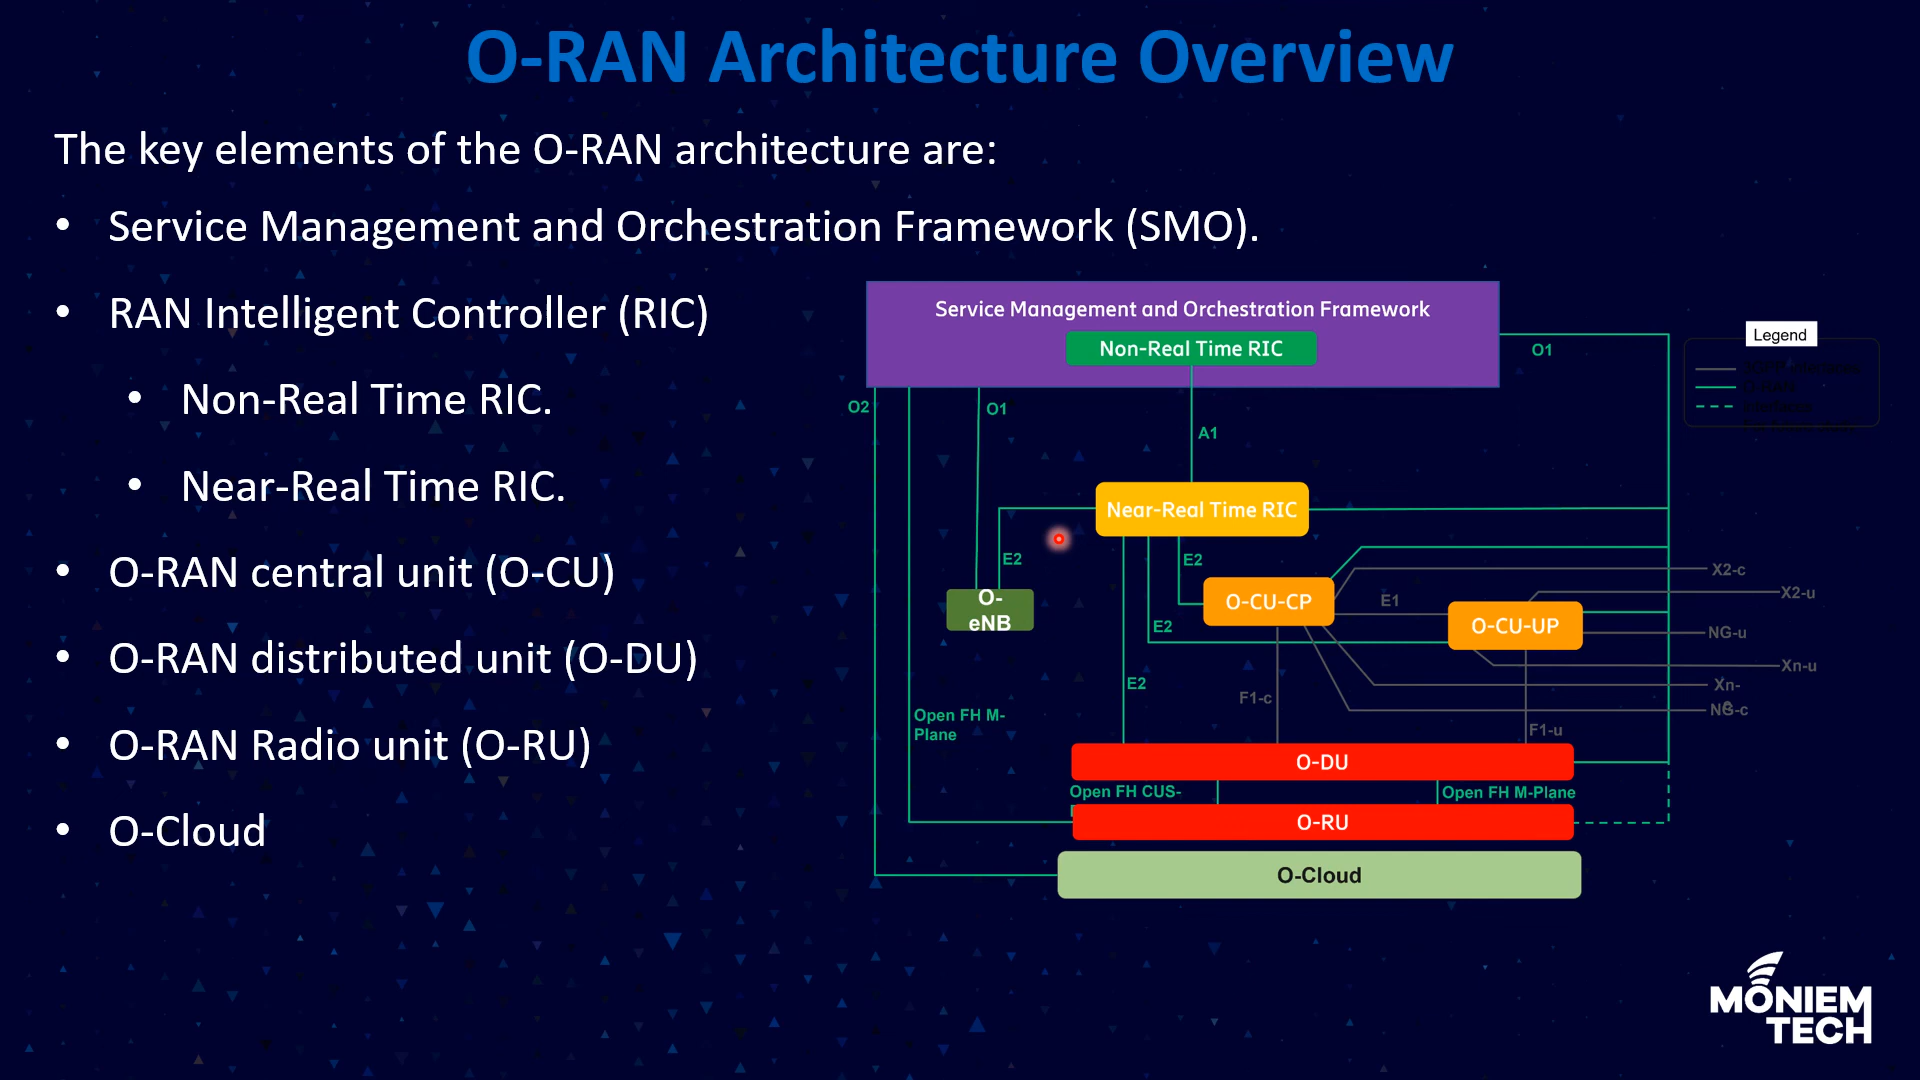 O-RAN Architecture Overview
The key elements of the O-RAN architecture are:
• Service Management and Orchestration Framework (SMO).
• RAN Intelligent Controller (RIC)
• Non-Real Time RIC.
• Near-Real Time RIC.
• O-RAN central unit (O-CU)
• O-RAN distributed unit (O-DU)
• O-RAN Radio unit (O-RU)
• O-Cloud
Service Management and Orchestration Framework
Non-Real Time RIC
Legend
O1
O2
O1
A1
Near-Real Time RIC
E2
E2
O-
eNB
O-CU-CP
E1
O-CU-UP
X2-c
X2-u
NG-u
Xn-u
Xn-
NG-c
E2
E2
F1-c
F1-u
Open FH M-
Plane
O-DU
Open FH CUS-
Open FH M-Plane
O-RU
O-Cloud
MONIEM
TECH